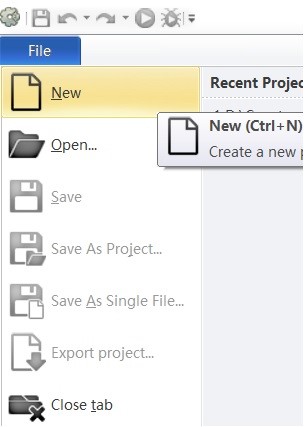 File
New
Recent Projec
New (Ctrl+N)
Create a new p
Open...
Save
Save As Project...
Save As Single File...
Export project...
Close tab